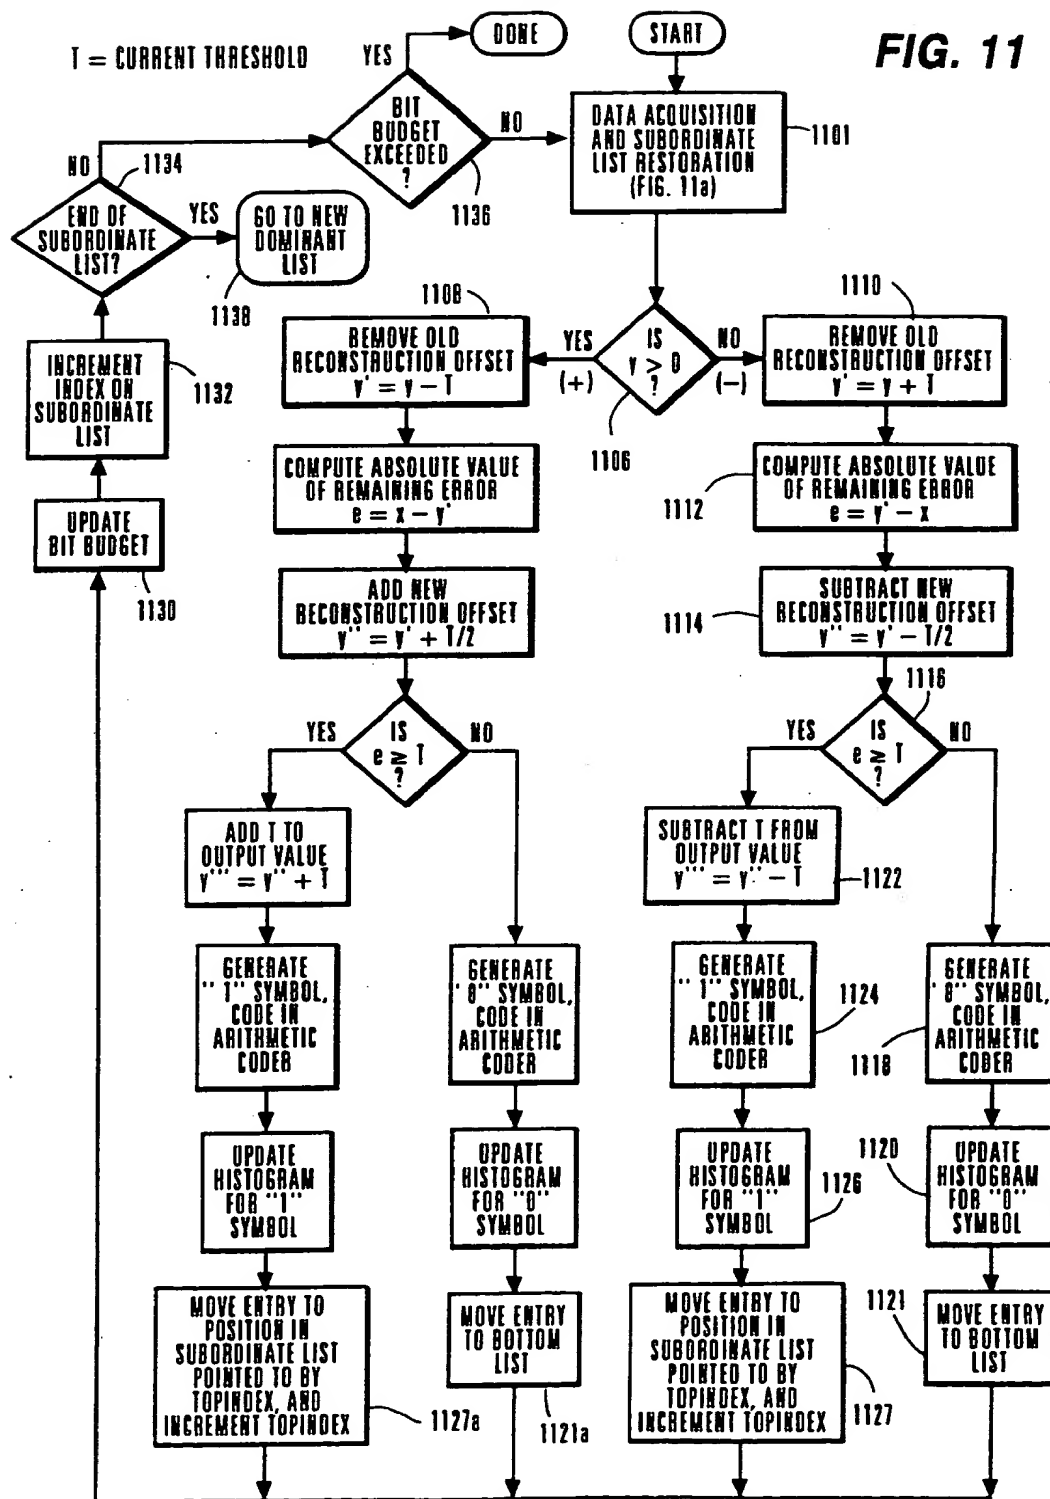 T = CURRENT THRESHOLD
YES
DONE
START
FIG. 11
BIT
BUDGET
EXCEEDED
?
NO
1136
DATA ACQUISITION
AND SUBORDINATE
LIST RESTORATION
(FIG. 11a)
1101
NO
1134
END OF
SUBORDINATE
LIST?
YES
GO TO NEW
DOMINANT
LIST
1138
1108
REMOVE OLD
RECONSTRUCTION OFFSET
y' = y – T
YES
(+)
IS
y > 0
?
NO
(–)
1106
1110
REMOVE OLD
RECONSTRUCTION OFFSET
y' = y + T
INCREMENT
INDEX ON
SUBORDINATE
LIST
1132
COMPUTE ABSOLUTE VALUE
OF REMAINING ERROR
e = x – y'
COMPUTE ABSOLUTE VALUE
OF REMAINING ERROR
e = y' – x
1112
UPDATE
BIT BUDGET
1130
ADD NEW
RECONSTRUCTION OFFSET
y'' = y' + T/2
SUBTRACT NEW
RECONSTRUCTION OFFSET
y'' = y' – T/2
1114
YES
IS
e ≥ T
?
NO
1116
YES
IS
e ≥ T
?
NO
ADD T TO
OUTPUT VALUE
y''' = y'' + T
SUBTRACT T FROM
OUTPUT VALUE
y''' = y'' – T
1122
GENERATE
"1" SYMBOL,
CODE IN
ARITHMETIC
CODER
GENERATE
'0" SYMBOL,
CODE IN
ARITHMETIC
CODER
GENERATE
"1" SYMBOL,
CODE IN
ARITHMETIC
CODER
1124
GENERATE
'0" SYMBOL,
CODE IN
ARITHMETIC
CODER
1118
UPDATE
HISTOGRAM
FOR "1"
SYMBOL
UPDATE
HISTOGRAM
FOR "0"
SYMBOL
UPDATE
HISTOGRAM
FOR "1"
SYMBOL
1126
UPDATE
HISTOGRAM
FOR "0"
SYMBOL
1120
MOVE ENTRY TO
POSITION IN
SUBORDINATE LIST
POINTED TO BY
TOPINDEX, AND
INCREMENT TOPINDEX
1127a
MOVE ENTRY
TO BOTTOM
LIST
1121a
MOVE ENTRY TO
POSITION IN
SUBORDINATE LIST
POINTED TO BY
TOPINDEX, AND
INCREMENT TOPINDEX
1127
MOVE ENTRY
TO BOTTOM
LIST
1121